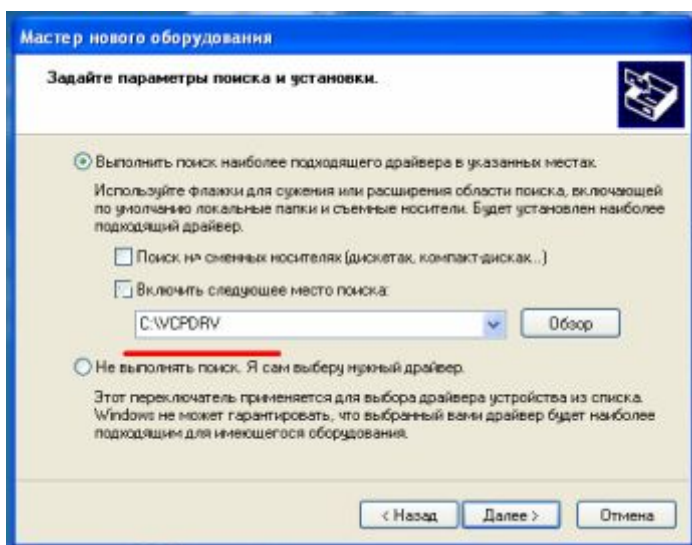 Мастер нового оборудования
Задайте параметры поиска и установки.
Выполнить поиск наиболее подходящего драйвера в указанных местах.
Используйте флажки для сужения или расширения области поиска, включающей
по умолчанию локальные папки и съемные носители. Будет установлен наиболее
подходящий драйвер.
Поиск на сменных носителях (дискетах, компакт-дисках...)
Включить следующее место поиска:
C:\VCPDRV
Обзор
Не выполнять поиск. Я сам выберу нужный драйвер.
Этот переключатель применяется для выбора драйвера устройства из списка.
Windows не может гарантировать, что выбранный вами драйвер будет наиболее
подходящим для имеющегося оборудования.
< Назад
Далее >
Отмена